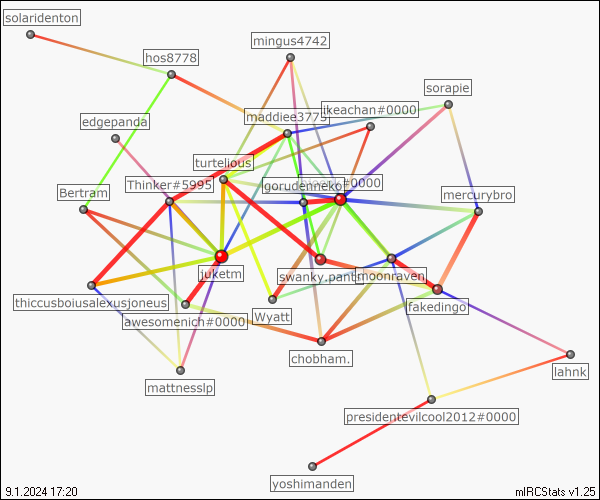 solaridenton
mingus4742
hos8778
sorapie
ikeachan#0000
maddiee3775
edgepanda
turtelious
Thinker#5995
gorudenneko
#0000
Bertram
mercurybro
juketm
swanky.pants
moonraven
thiccusboiusalexusjoneus
fakedingo
awesomenich#0000
Wyatt
chobham.
lahnk
mattnesslp
presidentevilcool2012#0000
yoshimanden
9.1.2024 17:20
mIRCStats v1.25